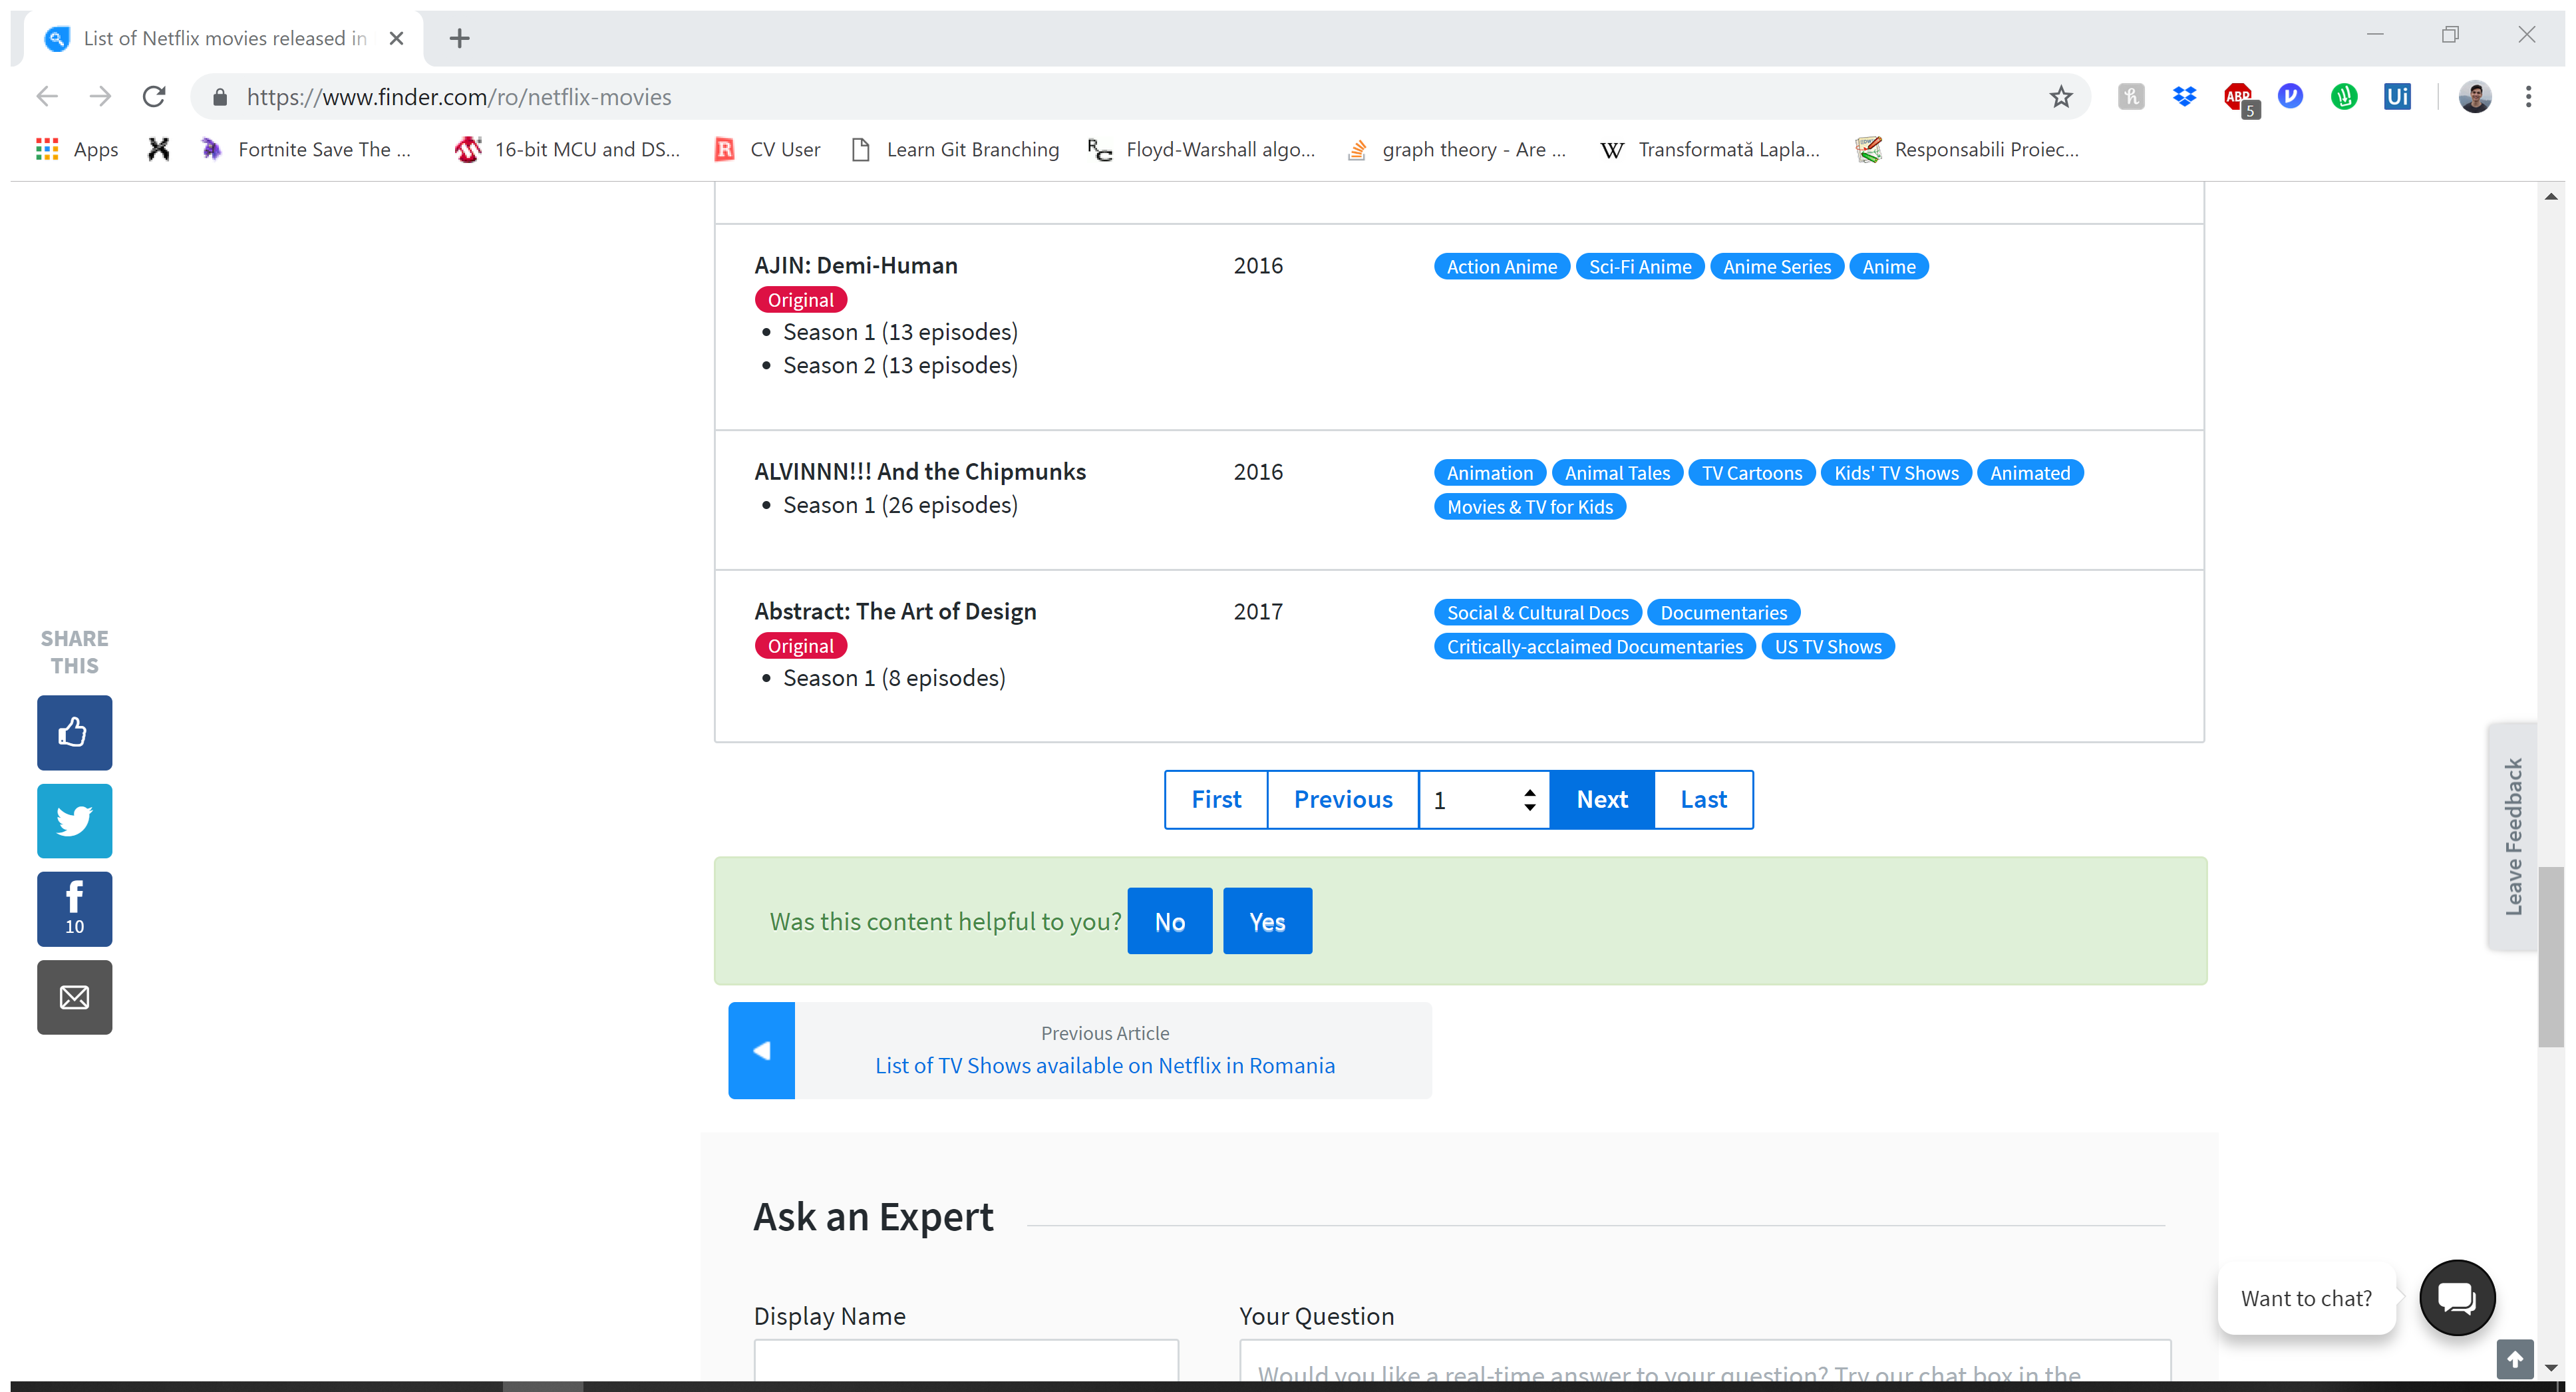 List of Netflix movies released in
https://www.finder.com/ro/netflix-movies
ABP
5
Ui
Apps
Fortnite Save The ...
16-bit MCU and DS...
R
CV User
Learn Git Branching
RC
Floyd-Warshall algo...
graph theory - Are ...
W
Transformată Lapla...
Responsabili Proiec...
AJIN: Demi-Human
2016
Action Anime Sci-Fi Anime Anime Series Anime
Original
• Season 1 (13 episodes)
• Season 2 (13 episodes)
ALVINNN!!! And the Chipmunks
2016
Animation Animal Tales TV Cartoons Kids' TV Shows Animated
Movies & TV for Kids
• Season 1 (26 episodes)
Abstract: The Art of Design
2017
Social & Cultural Docs Documentaries
Critically-acclaimed Documentaries US TV Shows
Original
• Season 1 (8 episodes)
SHARE
THIS
10
First Previous 1 Next Last
Leave Feedback
Was this content helpful to you? No Yes
Previous Article
List of TV Shows available on Netflix in Romania
Ask an Expert
Display Name
Your Question
Would you like a real-time answer to your question? Try our chat box in the
Want to chat?